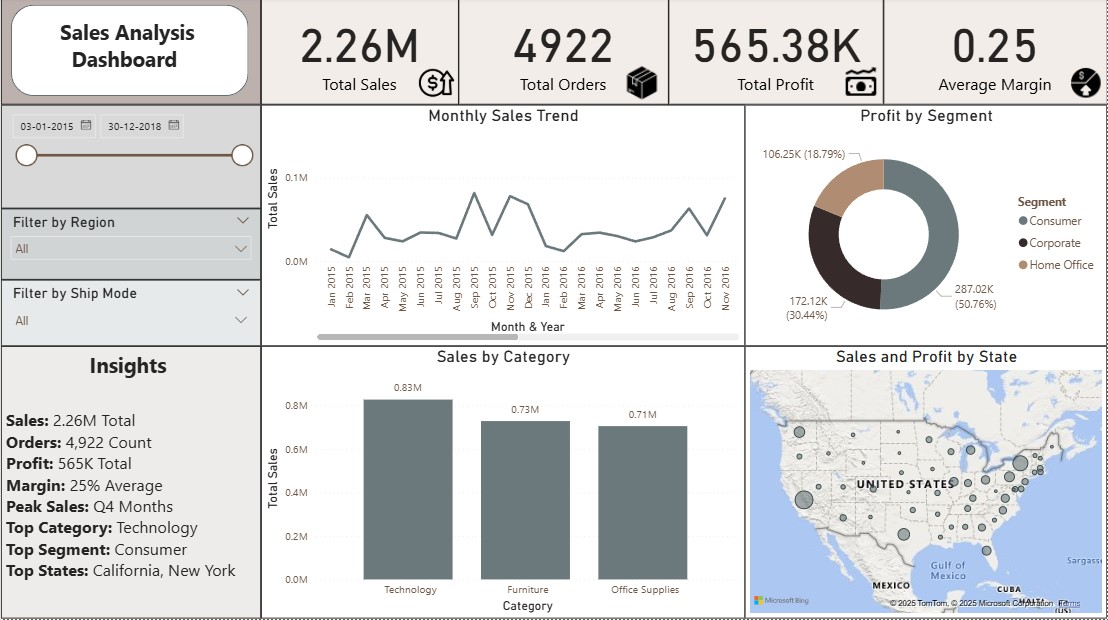 Sales Analysis
Dashboard
2.26M
Total Sales
4922
Total Orders
565.38K
Total Profit
0.25
Average Margin
03-01-2015
30-12-2018
Filter by Region
All
Filter by Ship Mode
All
Monthly Sales Trend
Total Sales
0.1M
0.0M
Jan 2015
Feb 2015
Mar 2015
Apr 2015
May 2015
Jun 2015
Jul 2015
Aug 2015
Sep 2015
Oct 2015
Nov 2015
Dec 2015
Jan 2016
Feb 2016
Mar 2016
Apr 2016
May 2016
Jun 2016
Jul 2016
Aug 2016
Sep 2016
Oct 2016
Nov 2016
Month & Year
Profit by Segment
106.25K (18.79%)
172.12K
(30.44%)
287.02K
(50.76%)
Segment
Consumer
Corporate
Home Office
Insights
Sales: 2.26M Total
Orders: 4,922 Count
Profit: 565K Total
Margin: 25% Average
Peak Sales: Q4 Months
Top Category: Technology
Top Segment: Consumer
Top States: California, New York
Sales by Category
Total Sales
0.8M
0.6M
0.4M
0.2M
0.0M
0.83M
0.73M
0.71M
Technology
Furniture
Office Supplies
Category
Sales and Profit by State
UNITED STATES
Gulf of
Mexico
Sargass
MEXICO
CUBA
HAITI
(US)
Microsoft Bing
© 2025 TomTom, © 2025 Microsoft Corporation Terms